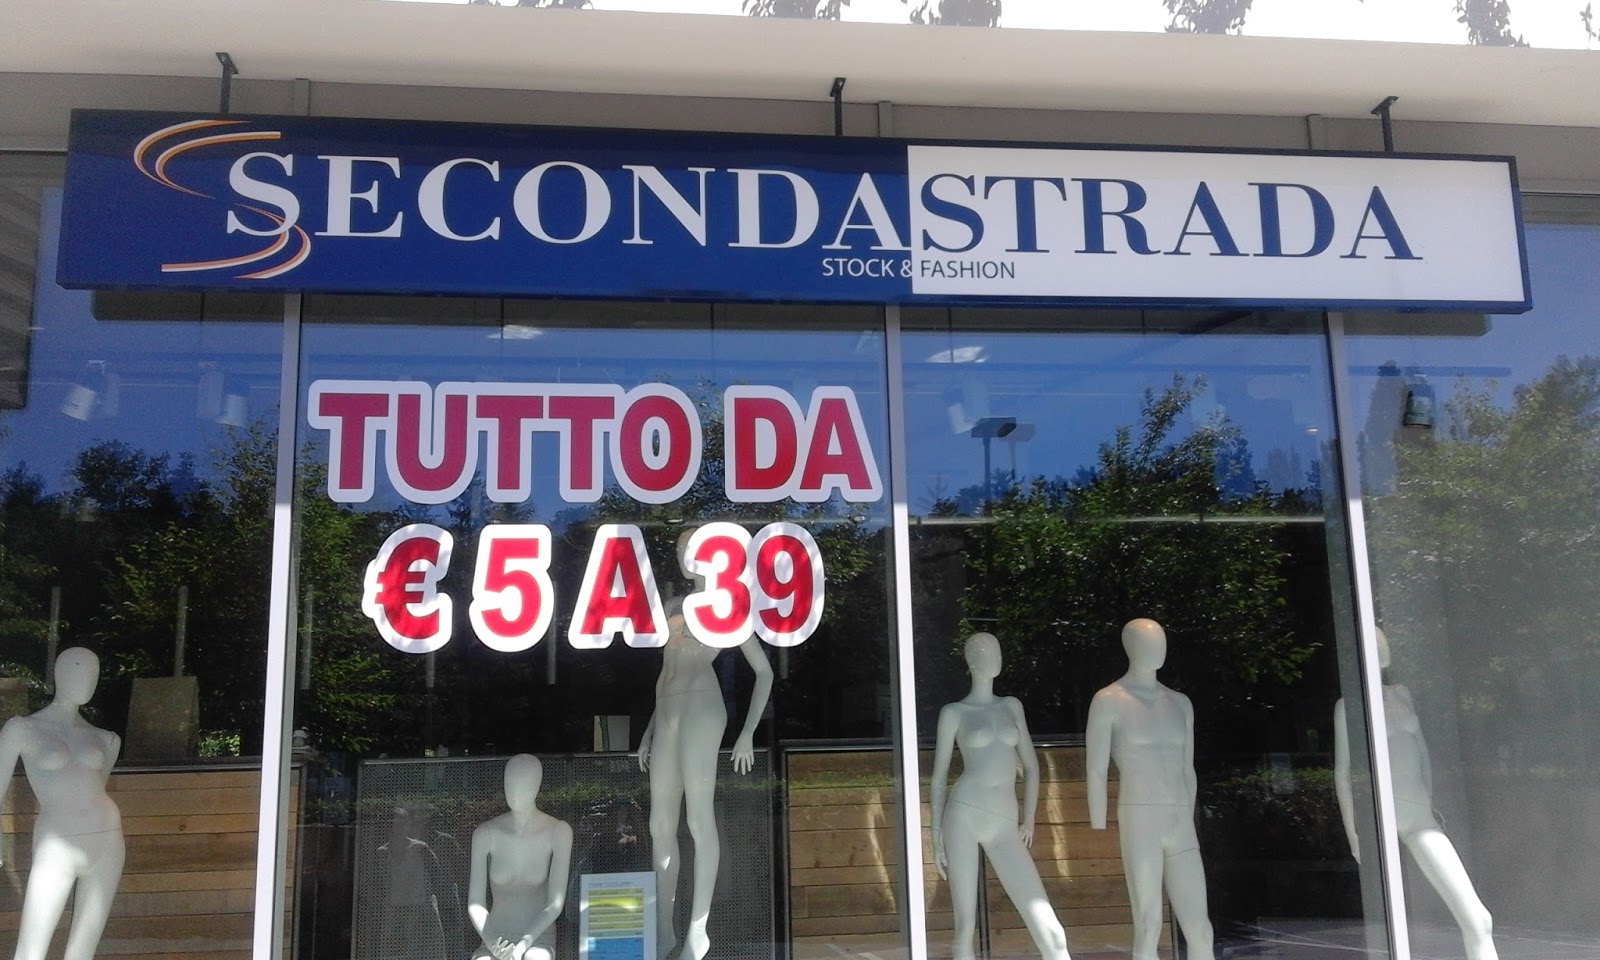 SECONDASTRADA
STOCK & FASHION
TUTTO DA
€ 5 A 39